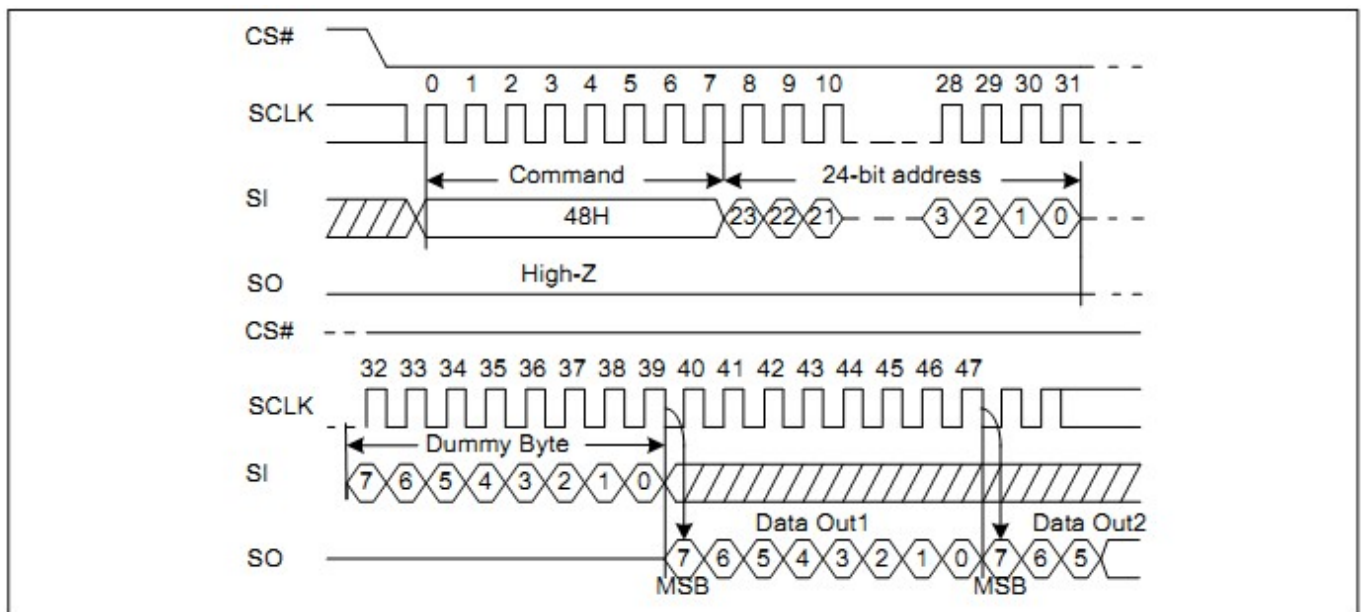 CS#
0 1 2 3 4 5 6 7 8 9 10 28 29 30 31
SCLK
Command 24-bit address
SI
48H 23 22 21 3 2 1 0
High-Z
SO
CS#
32 33 34 35 36 37 38 39 40 41 42 43 44 45 46 47
SCLK
Dummy Byte
SI
7 6 5 4 3 2 1 0
Data Out1 Data Out2
SO
7 6 5 4 3 2 1 0 7 6 5
MSB MSB